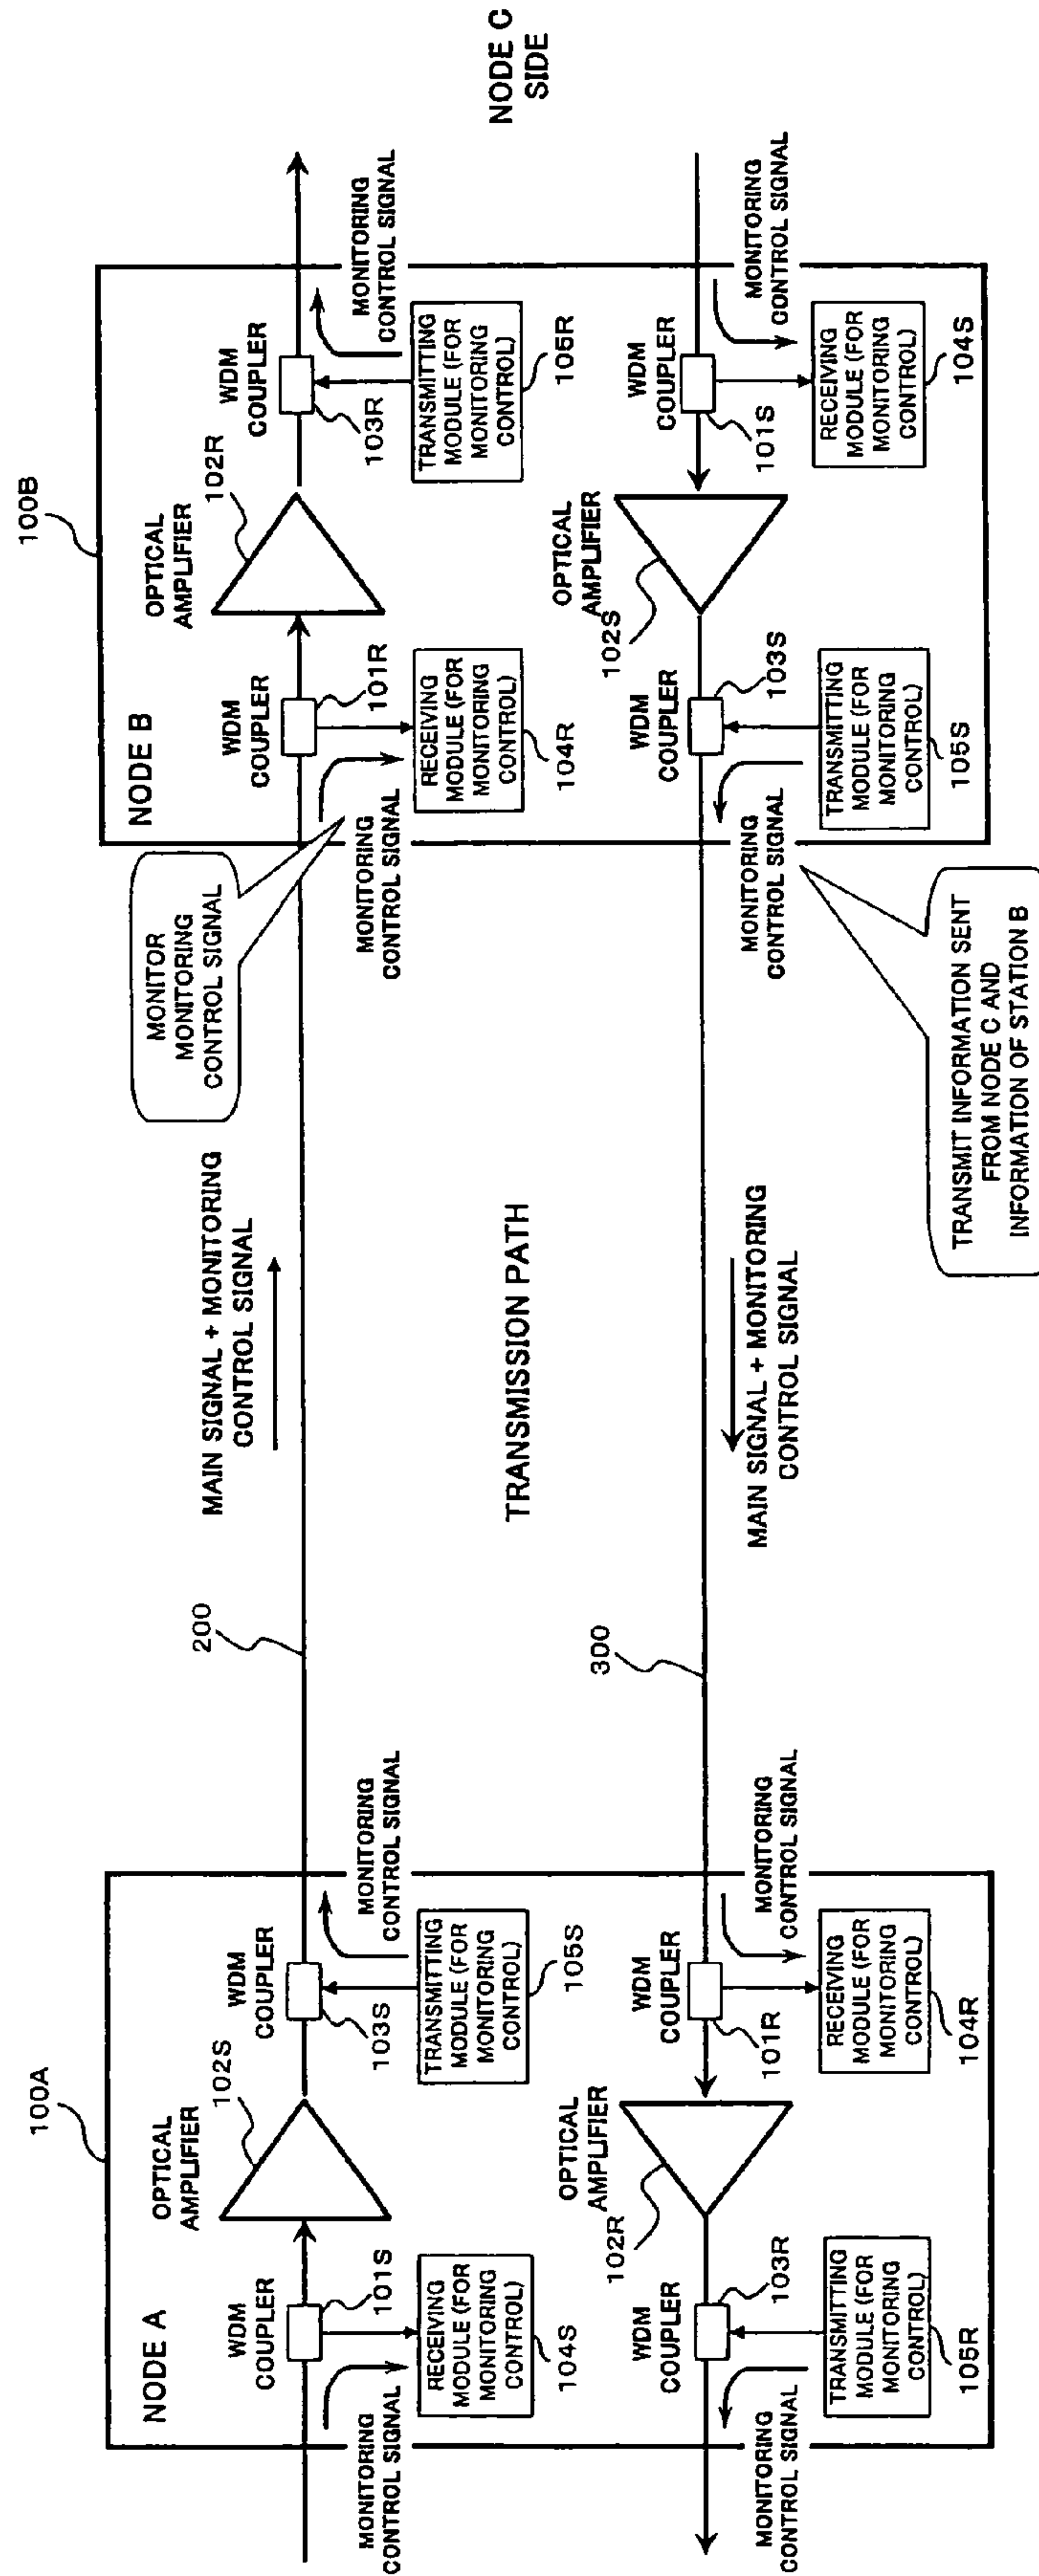 100A
NODE A
OPTICAL
AMPLIFIER
102S
WDM
COUPLER
101S
WDM
COUPLER
103S
MONITORING
CONTROL SIGNAL
RECEIVING
MODULE (FOR
MONITORING
CONTROL)
104S
TRANSMITTING
MODULE (FOR
MONITORING
CONTROL)
105S
MONITORING
CONTROL SIGNAL
OPTICAL
AMPLIFIER
102R
WDM
COUPLER
103R
WDM
COUPLER
101R
MONITORING
CONTROL SIGNAL
TRANSMITTING
MODULE (FOR
MONITORING
CONTROL)
105R
RECEIVING
MODULE (FOR
MONITORING
CONTROL)
104R
MONITORING
CONTROL SIGNAL
200
MAIN SIGNAL + MONITORING
CONTROL SIGNAL
TRANSMISSION PATH
300
MAIN SIGNAL + MONITORING
CONTROL SIGNAL
MONITOR
MONITORING
CONTROL SIGNAL
TRANSMIT INFORMATION SENT
FROM NODE C AND
INFORMATION OF STATION B
100B
NODE B
OPTICAL
AMPLIFIER
102R
WDM
COUPLER
101R
WDM
COUPLER
103R
MONITORING
CONTROL SIGNAL
RECEIVING
MODULE (FOR
MONITORING
CONTROL)
104R
TRANSMITTING
MODULE (FOR
MONITORING
CONTROL)
105R
MONITORING
CONTROL SIGNAL
OPTICAL
AMPLIFIER
102S
WDM
COUPLER
103S
WDM
COUPLER
101S
MONITORING
CONTROL SIGNAL
TRANSMITTING
MODULE (FOR
MONITORING
CONTROL)
105S
RECEIVING
MODULE (FOR
MONITORING
CONTROL)
104S
MONITORING
CONTROL SIGNAL
NODE C
SIDE